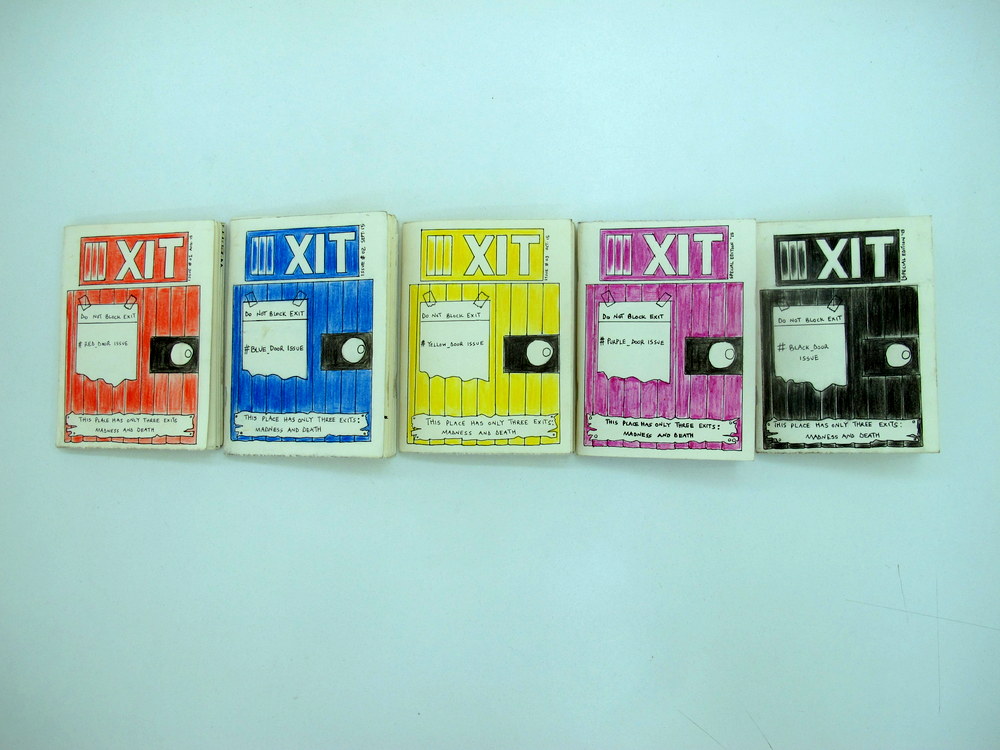 XIT
DO NOT BLOCK EXIT
# RED_DOOR ISSUE
THIS PLACE HAS ONLY THREE EXITS
MADNESS AND DEATH
XIT
DO NOT BLOCK EXIT
#BLUE_DOOR ISSUE
THIS PLACE HAS ONLY THREE EXITS:
MADNESS AND DEATH
XIT
DO NOT BLOCK EXIT
# YELLOW_DOOR ISSUE
THIS PLACE HAS ONLY THREE EXITS:
MADNESS AND DEATH
XIT
SPECIAL EDITION
DO NOT BLOCK EXIT
#PURPLE_DOOR ISSUE
THIS PLACE HAS ONLY THREE EXITS:
MADNESS AND DEATH
XIT
SPECIAL EDITION
DO NOT BLOCK EXIT
# BLACK_DOOR
ISSUE
THIS PLACE HAS ONLY THREE EXITS:
MADNESS AND DEATH